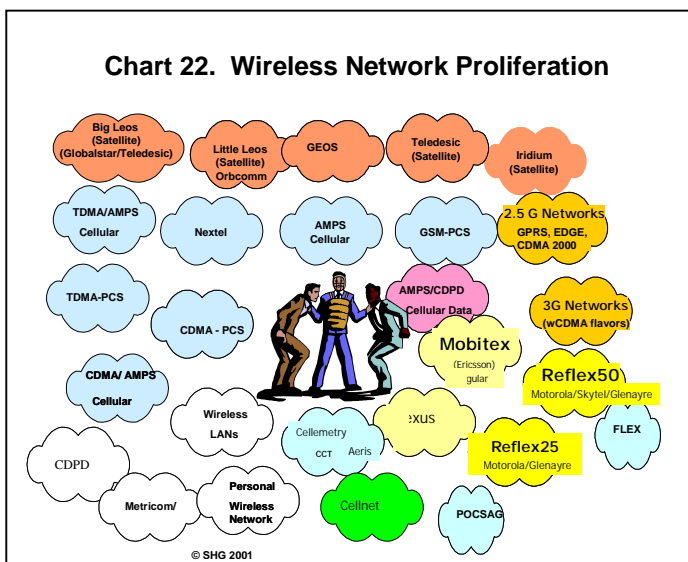 Chart 22. Wireless Network Proliferation
Big Leos
(Satellite)
(Globalstar/Teledesic)
Little Leos
(Satellite)
Orbcomm
GEOS
Teledesic
(Satellite)
Iridium
(Satellite)
TDMA/AMPS
Cellular
Nextel
AMPS
Cellular
GSM-PCS
2.5 G Networks
GPRS, EDGE,
CDMA 2000
TDMA-PCS
CDMA - PCS
AMPS/CDPD
Cellular Data
3G Networks
(wCDMA flavors)
Mobitex
(Ericsson)
gular
CDMA/ AMPS
Cellular
Reflex50
Motorola/Skytel/Glenayre
Wireless
LANs
Cellemetry
CCT Aeris
exus
Reflex25
Motorola/Glenayre
FLEX
CDPD
Metricom/
Personal
Wireless
Network
Cellnet
POCSAG
© SHG 2001